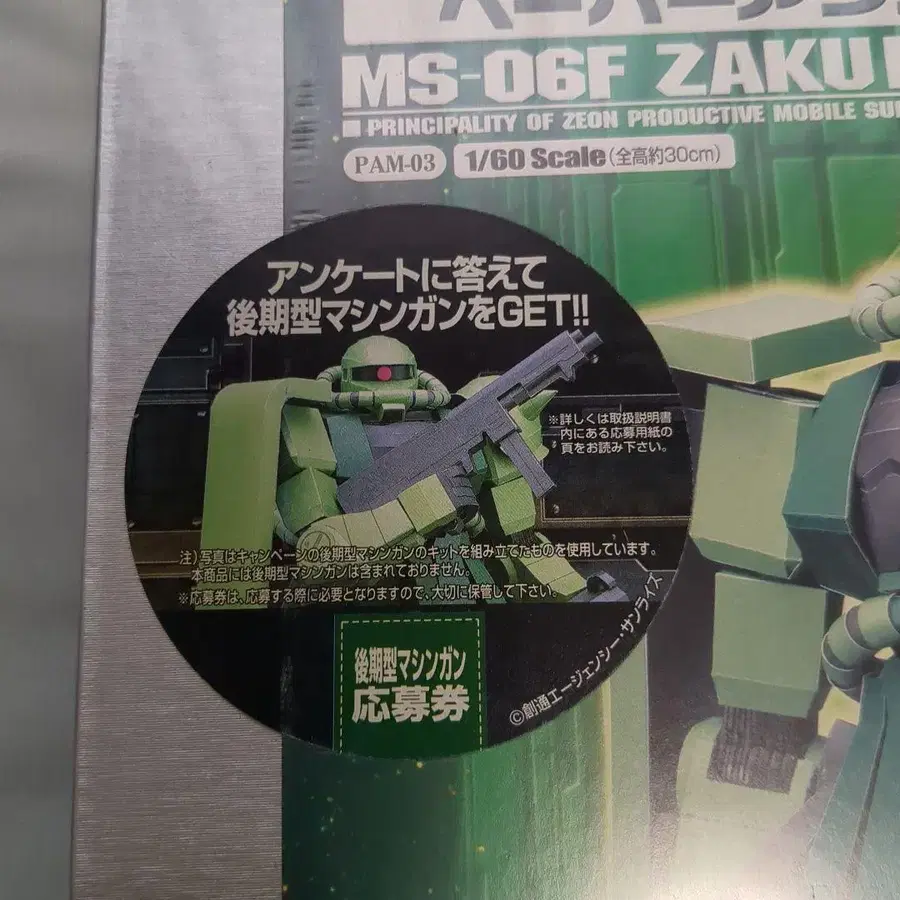 MS-06F ZAKU
PRINCIPALITY OF ZEON PRODUCTIVE MOBILE
PAM-03 1/60 Scale(全高約30cm)
アンケートに答えて
後期型マシンガンをGET!!
※詳しくは取扱説明書
内にある応募用紙の
頁をお読み下さい。
注)写真はキャンペーンの後期型マシンガンのキットを組み立てたものを使用しています。
本商品には後期型マシンガンは含まれておりません。
※応募券は、応募する際に必要となりますので、大切に保管して下さい。
後期型マシンガン
応募券
©創通エージェンシー・サンライズ